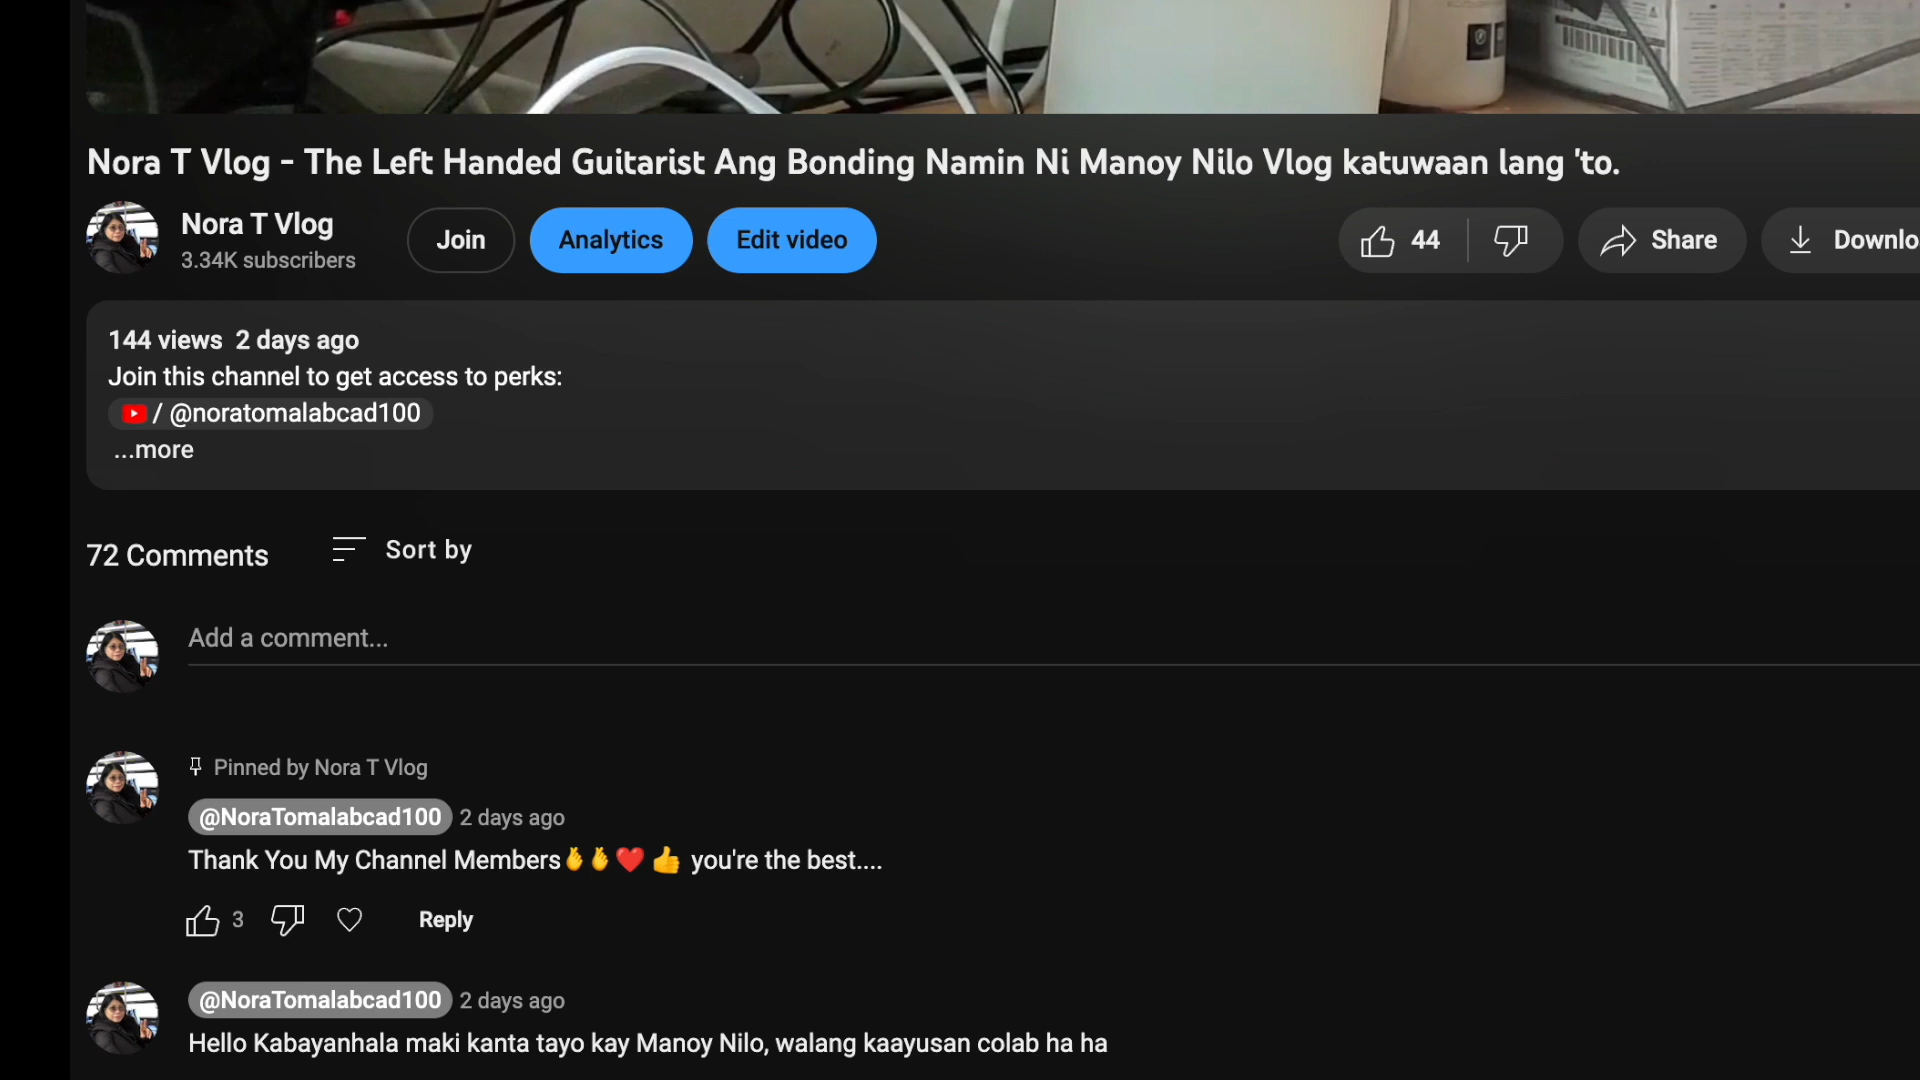 Nora T Vlog - The Left Handed Guitarist Ang Bonding Namin Ni Manoy Nilo Vlog katuwaan lang 'to.
Nora T Vlog
3.34K subscribers
Join
Analytics
Edit video
44
Share
Downlo
144 views 2 days ago
Join this channel to get access to perks:
/ @noratomalabcad100
...more
72 Comments
Sort by
Add a comment...
Pinned by Nora T Vlog
@NoraTomalabcad100 2 days ago
Thank You My Channel Members🫰🫰❤️👍 you're the best....
3
Reply
@NoraTomalabcad100 2 days ago
Hello Kabayanhala maki kanta tayo kay Manoy Nilo, walang kaayusan colab ha ha